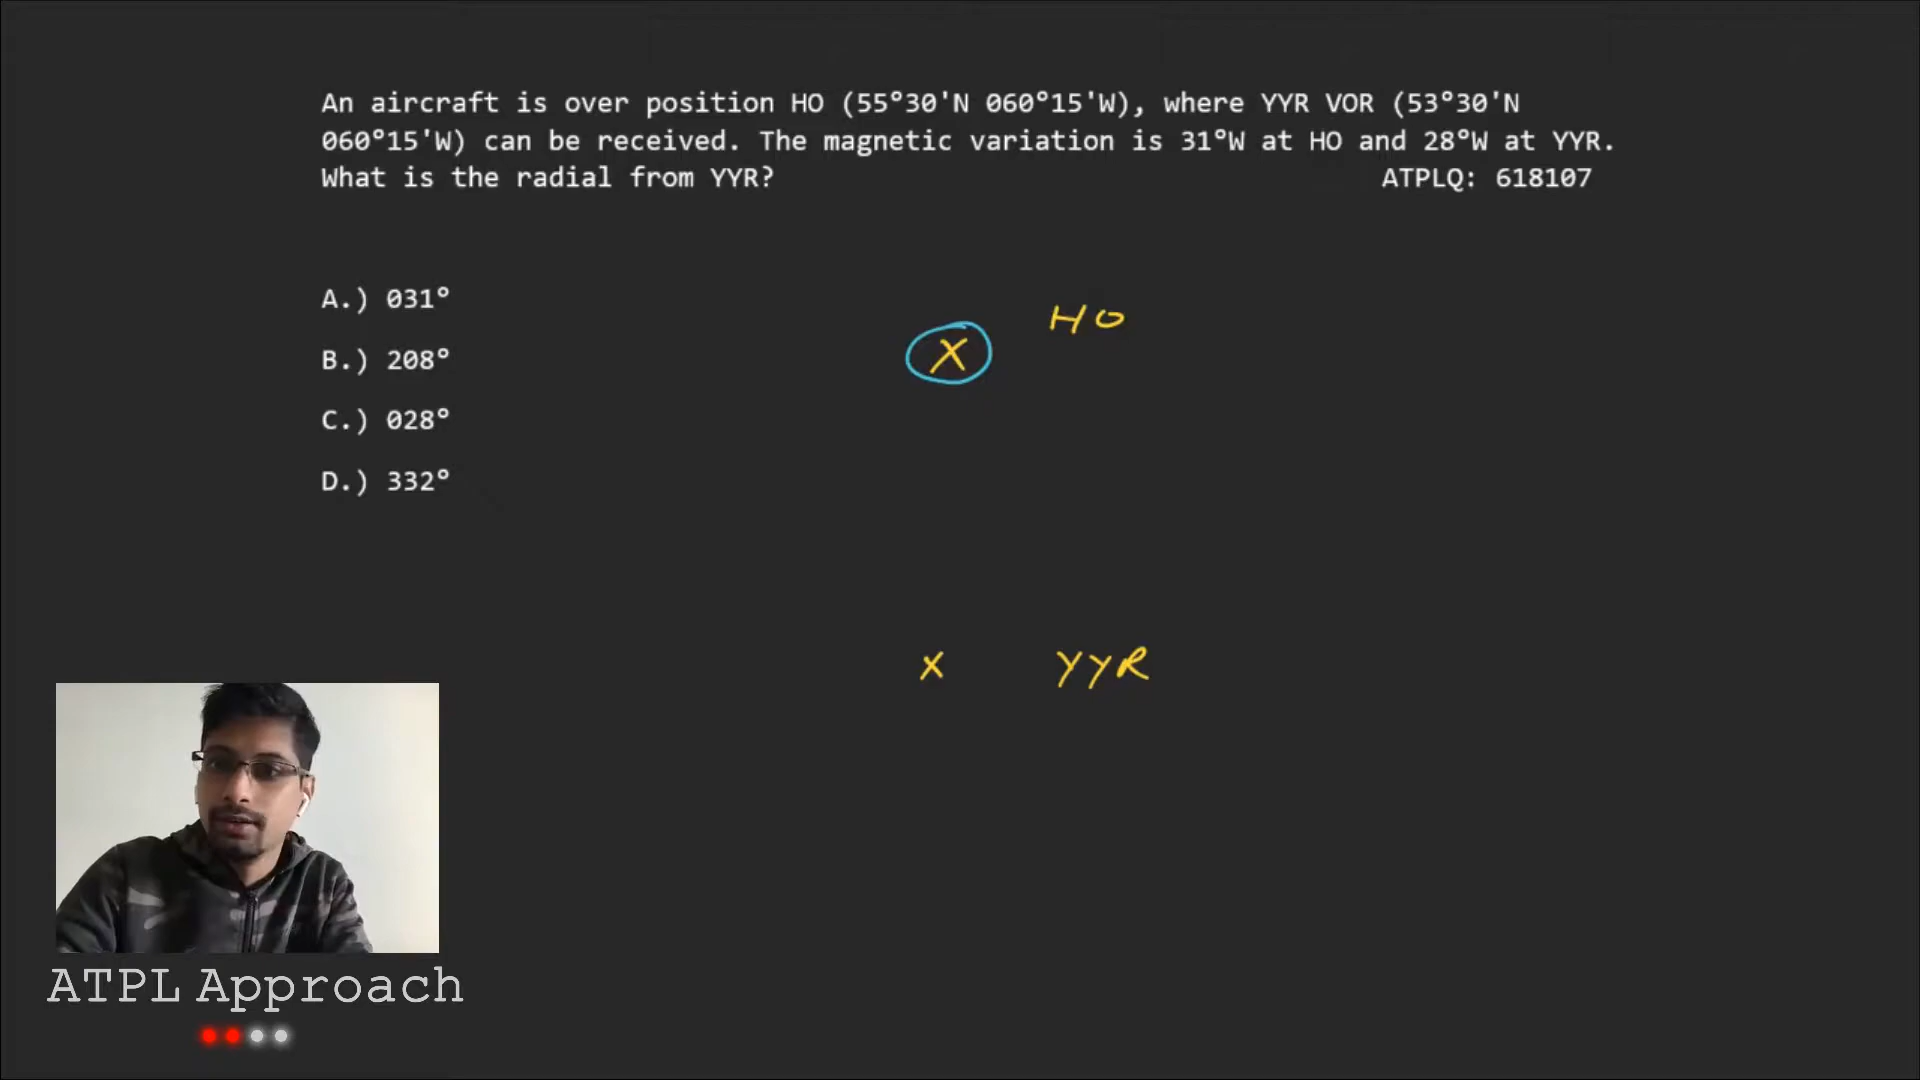 An aircraft is over position HO (55°30'N 060°15'W), where YYR VOR (53°30'N
060°15'W) can be received. The magnetic variation is 31°W at HO and 28°W at YYR.
What is the radial from YYR? ATPLQ: 618107
A.) 031°
B.) 208°
C.) 028°
D.) 332°
X HO
X YYR
ATPL Approach